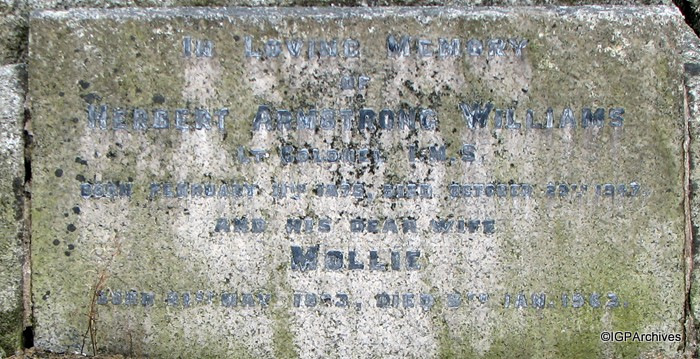 In Loving Memory
of
Herbert Armstrong Williams
Lt Colonel I.M.S.
Born February, Died October
and his dear wife
Mollie
Born May, Died Jan.
©IGPArchives